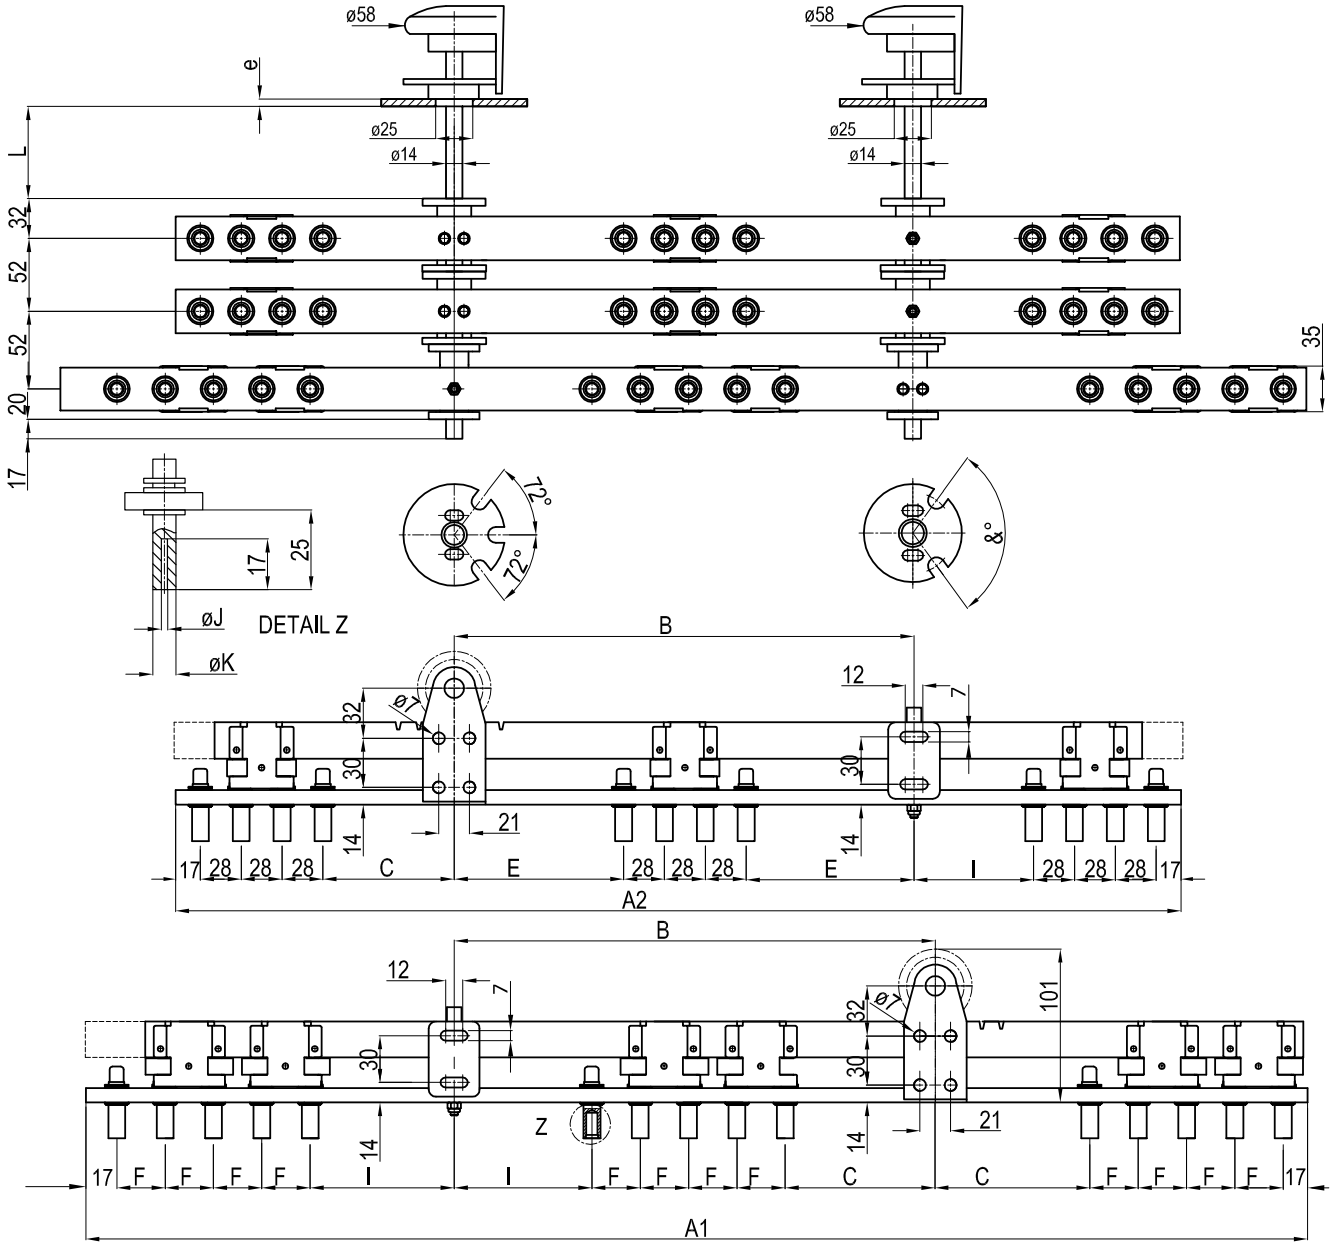 ø58 ø58
e
ø25 ø25
L
ø14 ø14
32
52
52
35
20
17
72° &°
72°
17 25
øJ DETAIL Z
øK
B
12
7
ø7
32
30 30
14 21 14
17 28 28 28 C E 28 28 28 E I 28 28 28 17
A2
B
12
7
101
ø7
32
30 30
14 Z 14 21
17 F F F F I I F F F F C C F F F F 17
A1